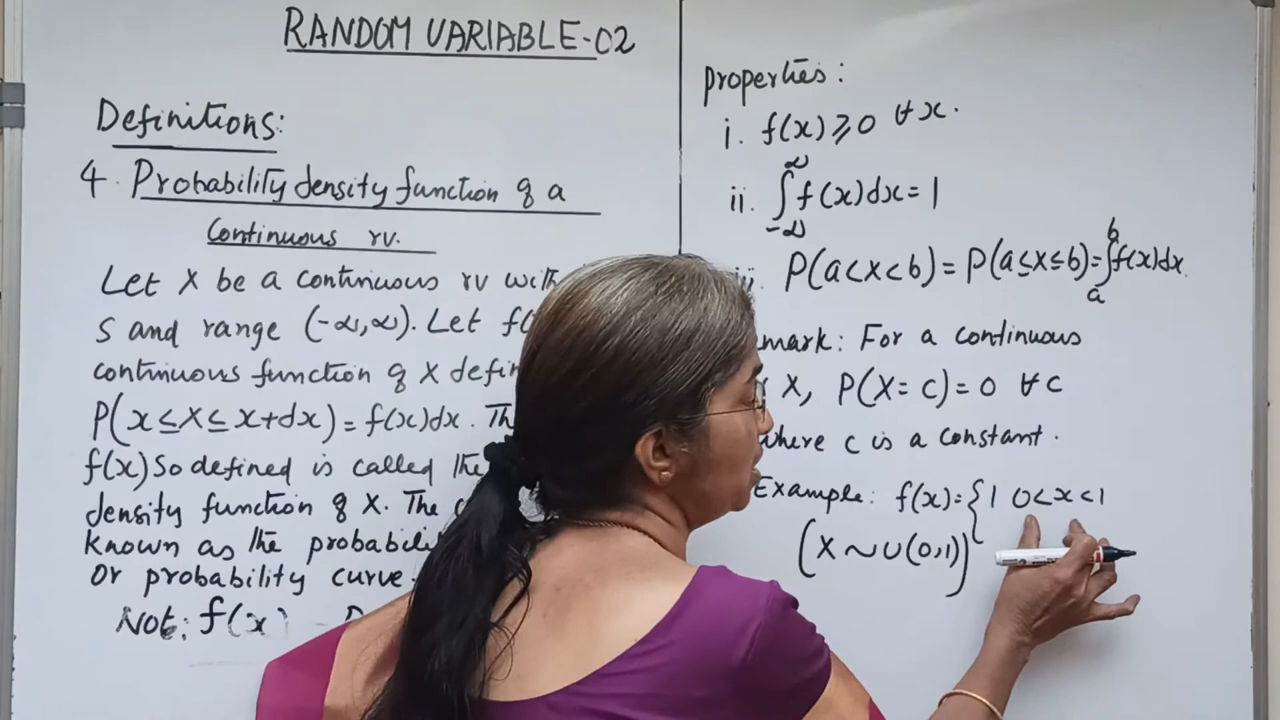 RANDOM VARIABLE-02
Definitions:
4. Probability density function of a
Continuous rv.
Let X be a continuous rv with
S and range (-∞,∞). Let f(
continuous function of X defin
P(x≤X≤x+dx)=f(x)dx. Th
f(x) so defined is called the
density function of X. The
known as the probabili
or probability curve.
Not: f(x)
properties:
i. f(x)≥0 ∀x.
ii. ∫_{-∞}^{∞} f(x)dx=1
iii. P(a<X<b)=P(a≤X≤b)=∫_a^b f(x)dx.
mark: For a continuous
X, P(X=c)=0 ∀c
where c is a constant.
Example: f(x)={1 0<x<1
(X~U(0,1))